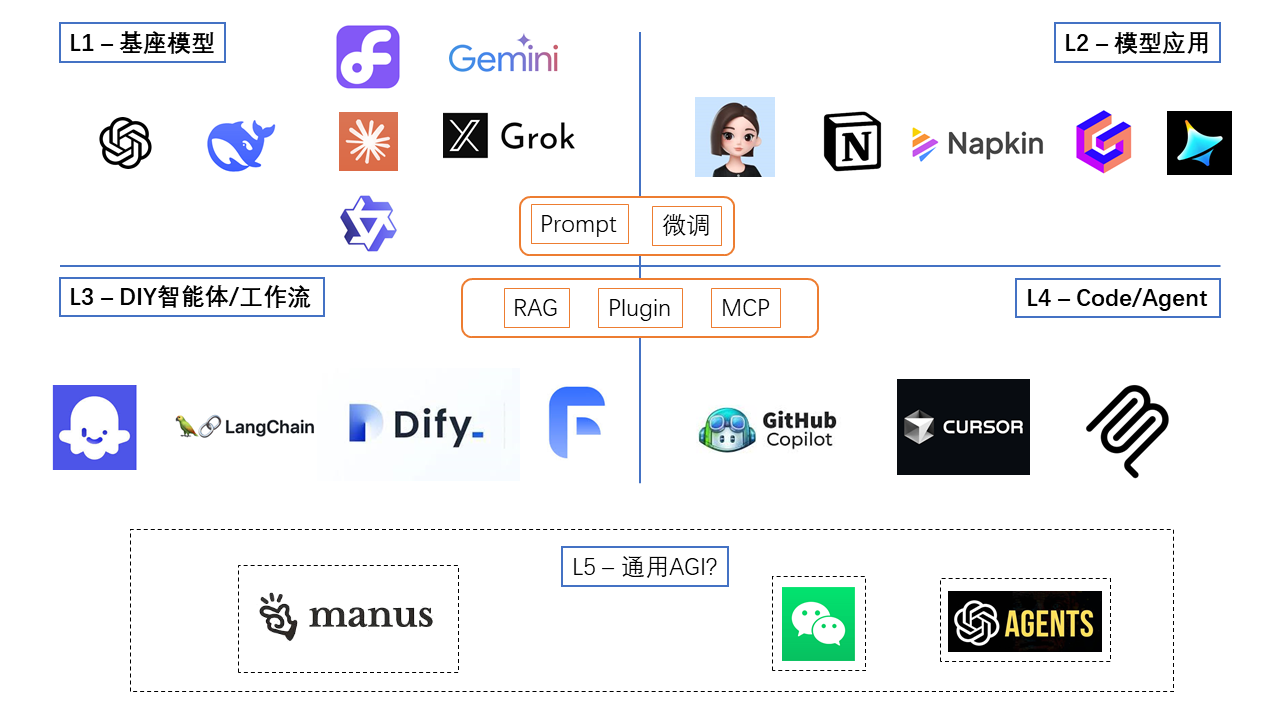 L1 – 基座模型
Gemini
Grok
L2 – 模型应用
N
Napkin
Prompt
微调
L3 – DIY智能体/工作流
RAG
Plugin
MCP
L4 – Code/Agent
LangChain
Dify_
GitHub
Copilot
CURSOR
L5 – 通用AGI?
manus
AGENTS